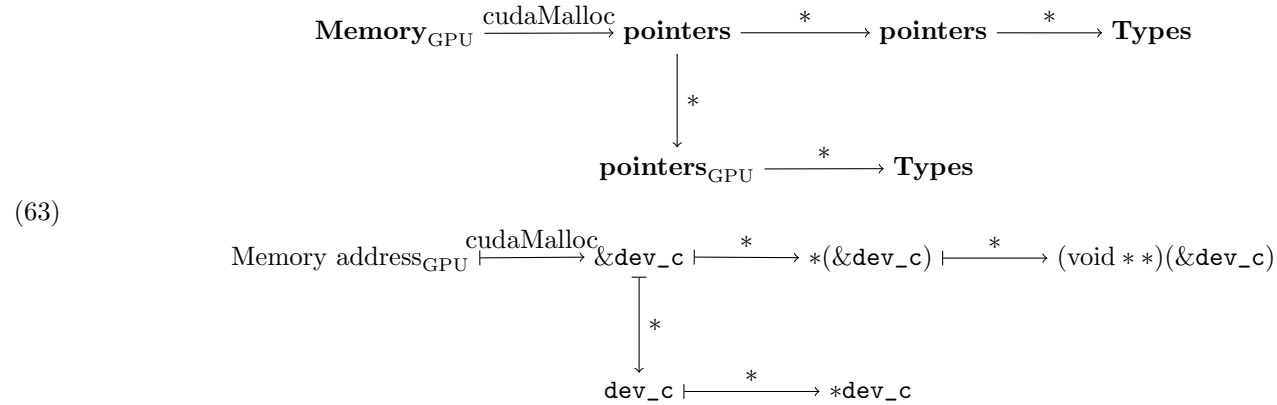 cudaMalloc * *
Memory_GPU pointers pointers Types
*
*
pointers_GPU Types
(63)
cudaMalloc * *
Memory address_GPU &dev_c *(&dev_c) (void * *)(&dev_c)
*
*
dev_c *dev_c